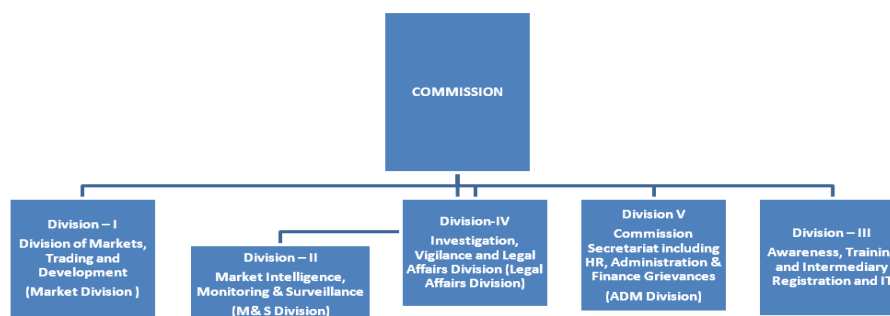 COMMISSION
Division – I
Division of Markets,
Trading and
Development
(Market Division )
Division – II
Market Intelligence,
Monitoring & Surveillance
(M& S Division)
Division-IV
Investigation,
Vigilance and Legal
Affairs Division (Legal
Affairs Division)
Division V
Commission
Secretariat including
HR, Administration &
Finance Grievances
(ADM Division)
Division – III
Awareness,
and Intermediary
Registration and